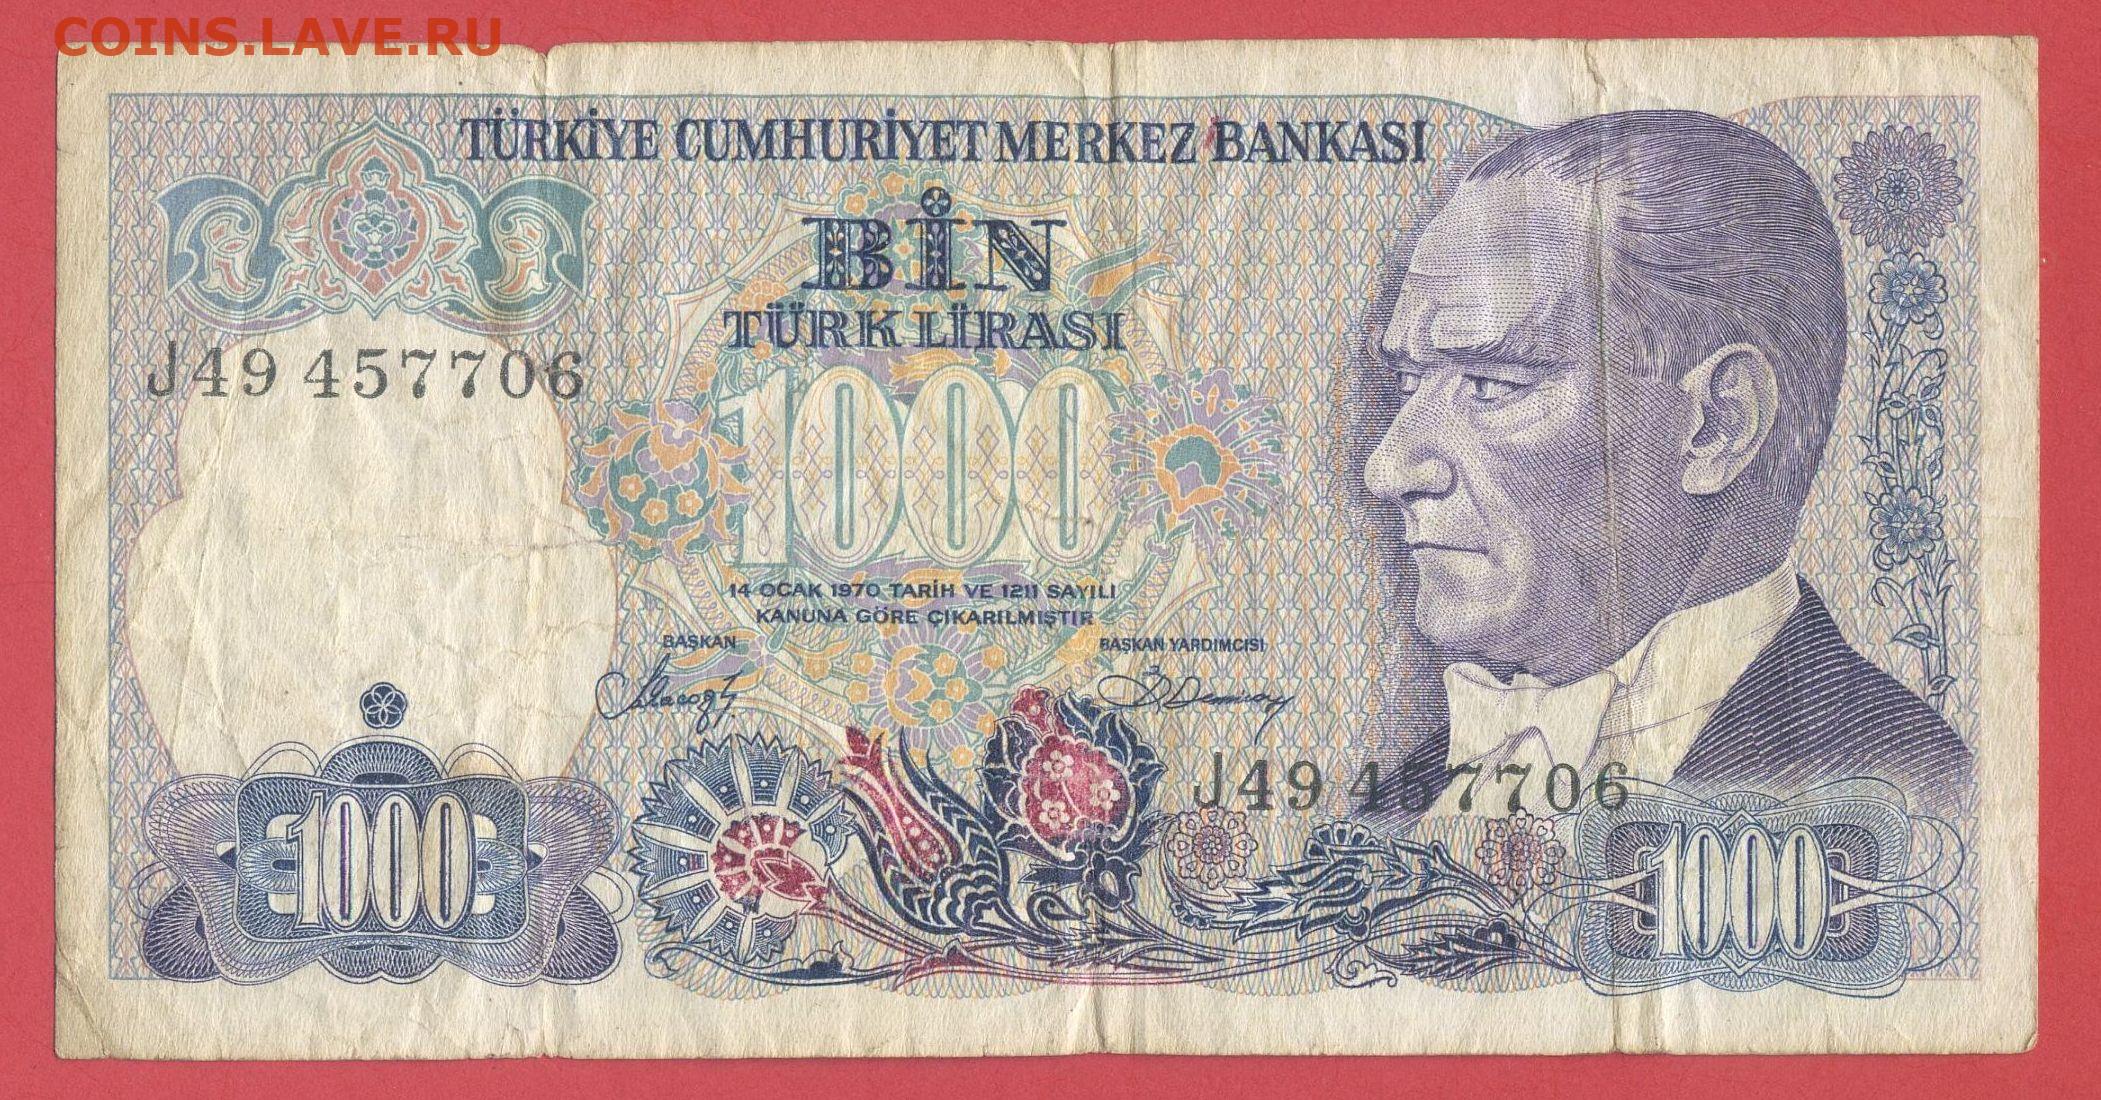 COINS.LAVE.RU
TÜRKİYE CUMHURİYET MERKEZ BANKASI
BİN
TÜRK LİRASI
J49 457706
1000
14 OCAK 1970 TARİH VE 1211 SAYILI
KANUNA GÖRE ÇIKARILMIŞTIR
BAŞKAN
BAŞKAN YARDIMCISI
J49 457706
1000
1000